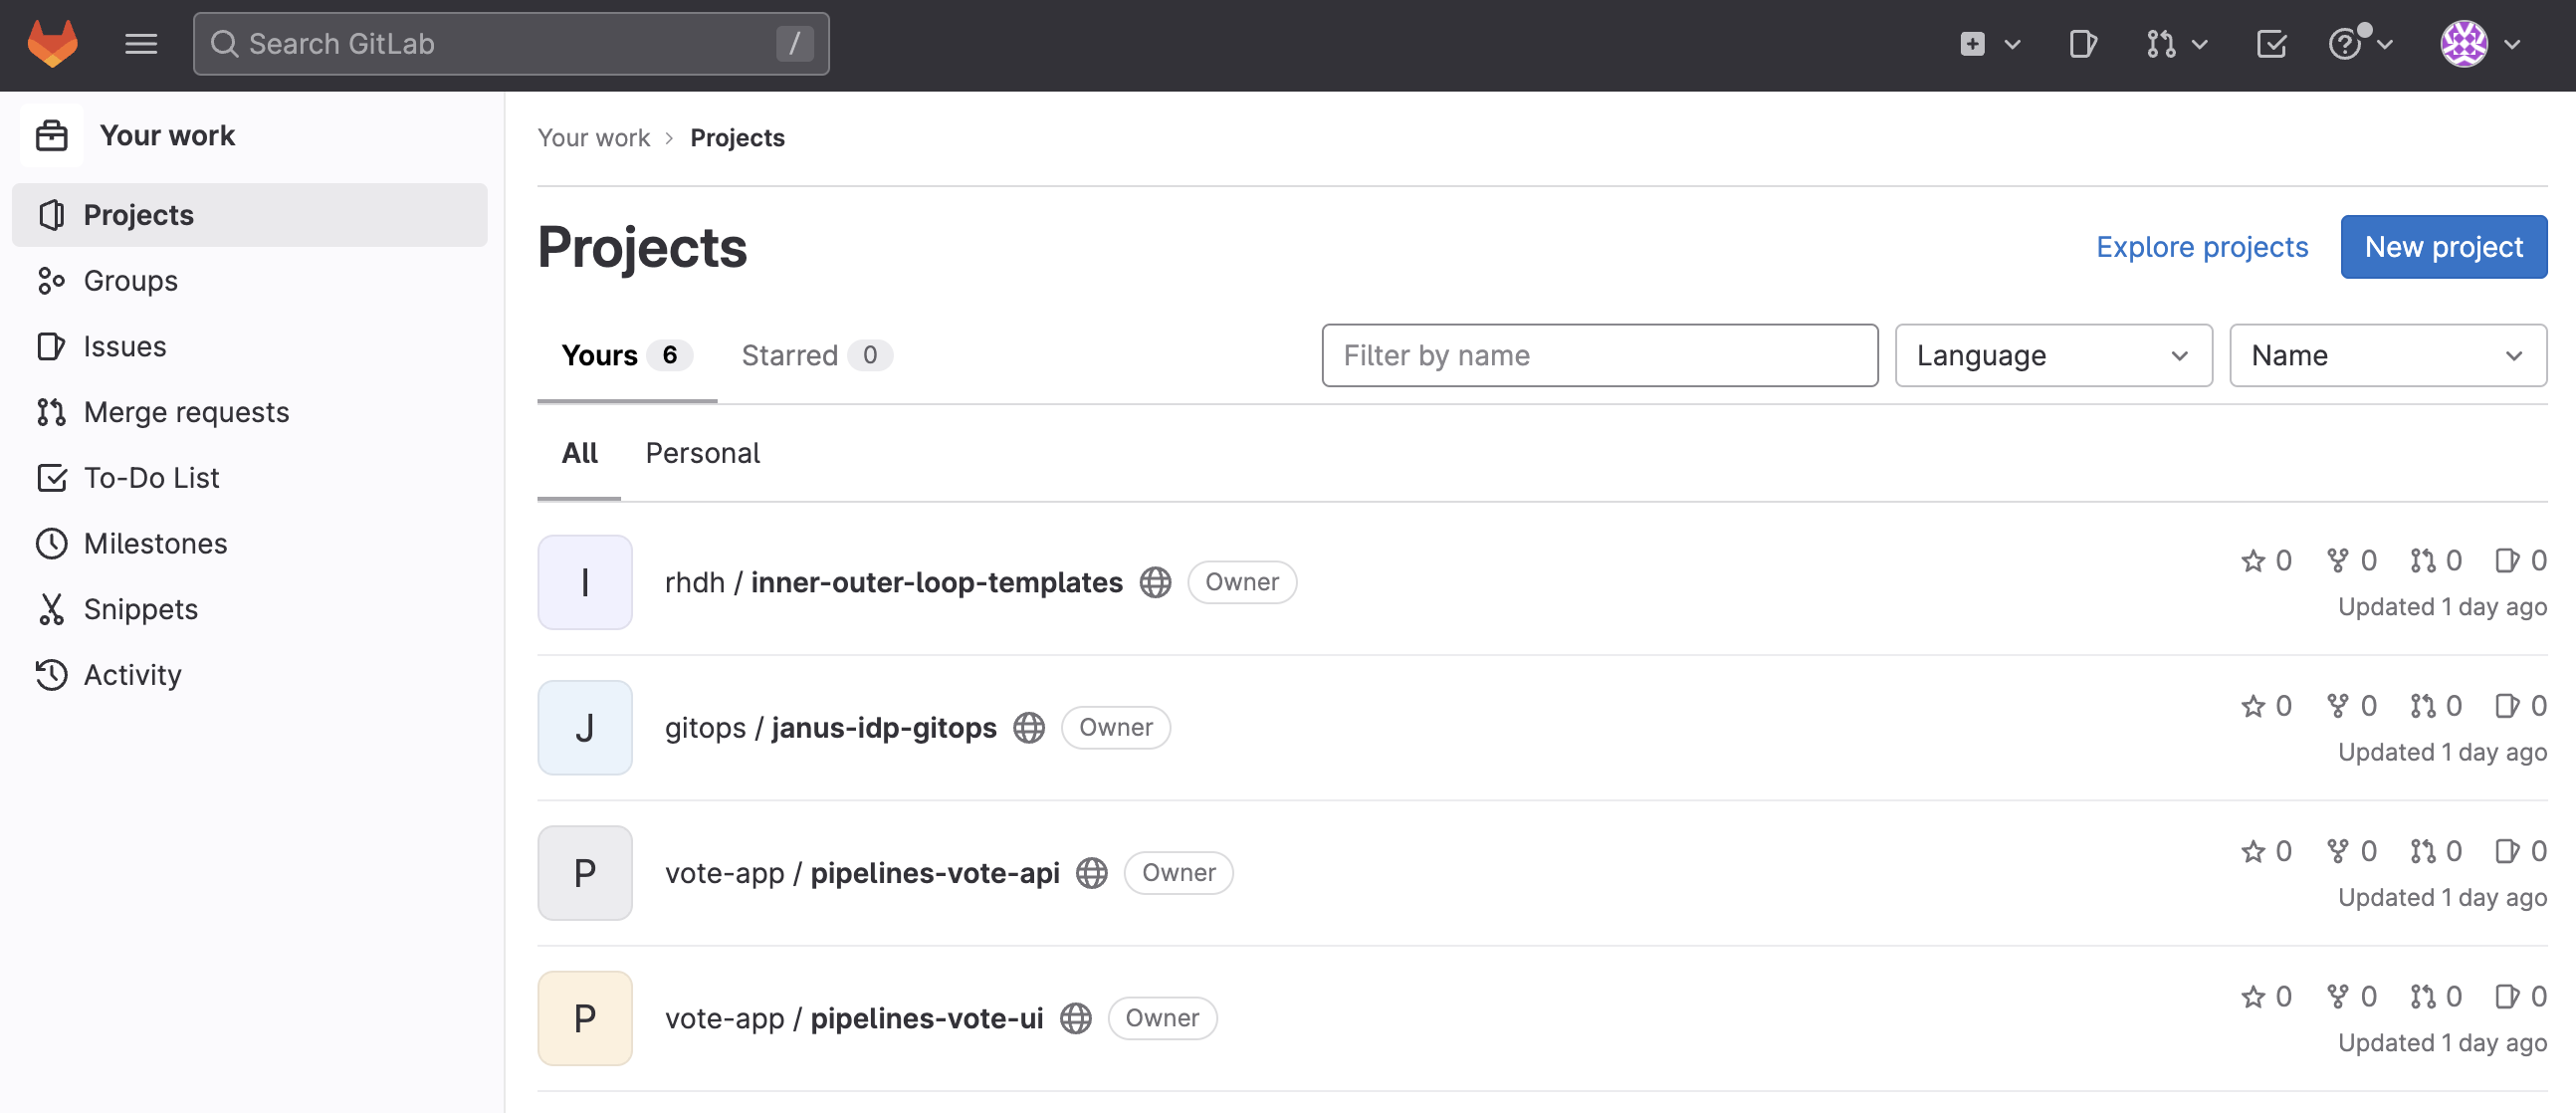 Search GitLab /
Your work
Projects
Groups
Issues
Merge requests
To-Do List
Milestones
Snippets
Activity
Your work › Projects
Projects
Explore projects
New project
Yours 6
Starred 0
Filter by name
Language
Name
All
Personal
I
rhdh / inner-outer-loop-templates Owner
0 0 0 0
Updated 1 day ago
J
gitops / janus-idp-gitops Owner
0 0 0 0
Updated 1 day ago
P
vote-app / pipelines-vote-api Owner
0 0 0 0
Updated 1 day ago
P
vote-app / pipelines-vote-ui Owner
0 0 0 0
Updated 1 day ago